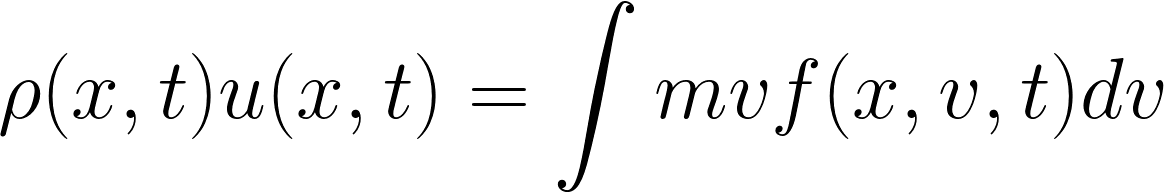 ρ(x, t)u(x, t) = ∫ mvf(x, v, t)dv